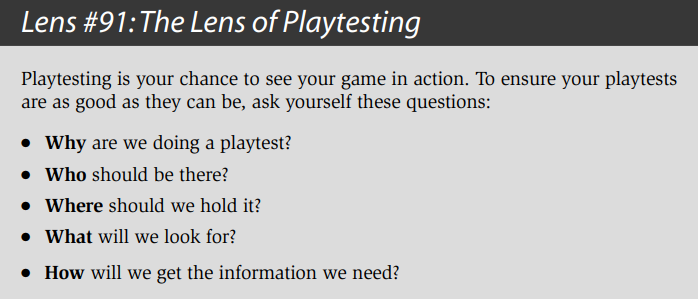 Lens #91: The Lens of Playtesting
Playtesting is your chance to see your game in action. To ensure your playtests
are as good as they can be, ask yourself these questions:
● Why are we doing a playtest?
● Who should be there?
● Where should we hold it?
● What will we look for?
● How will we get the information we need?